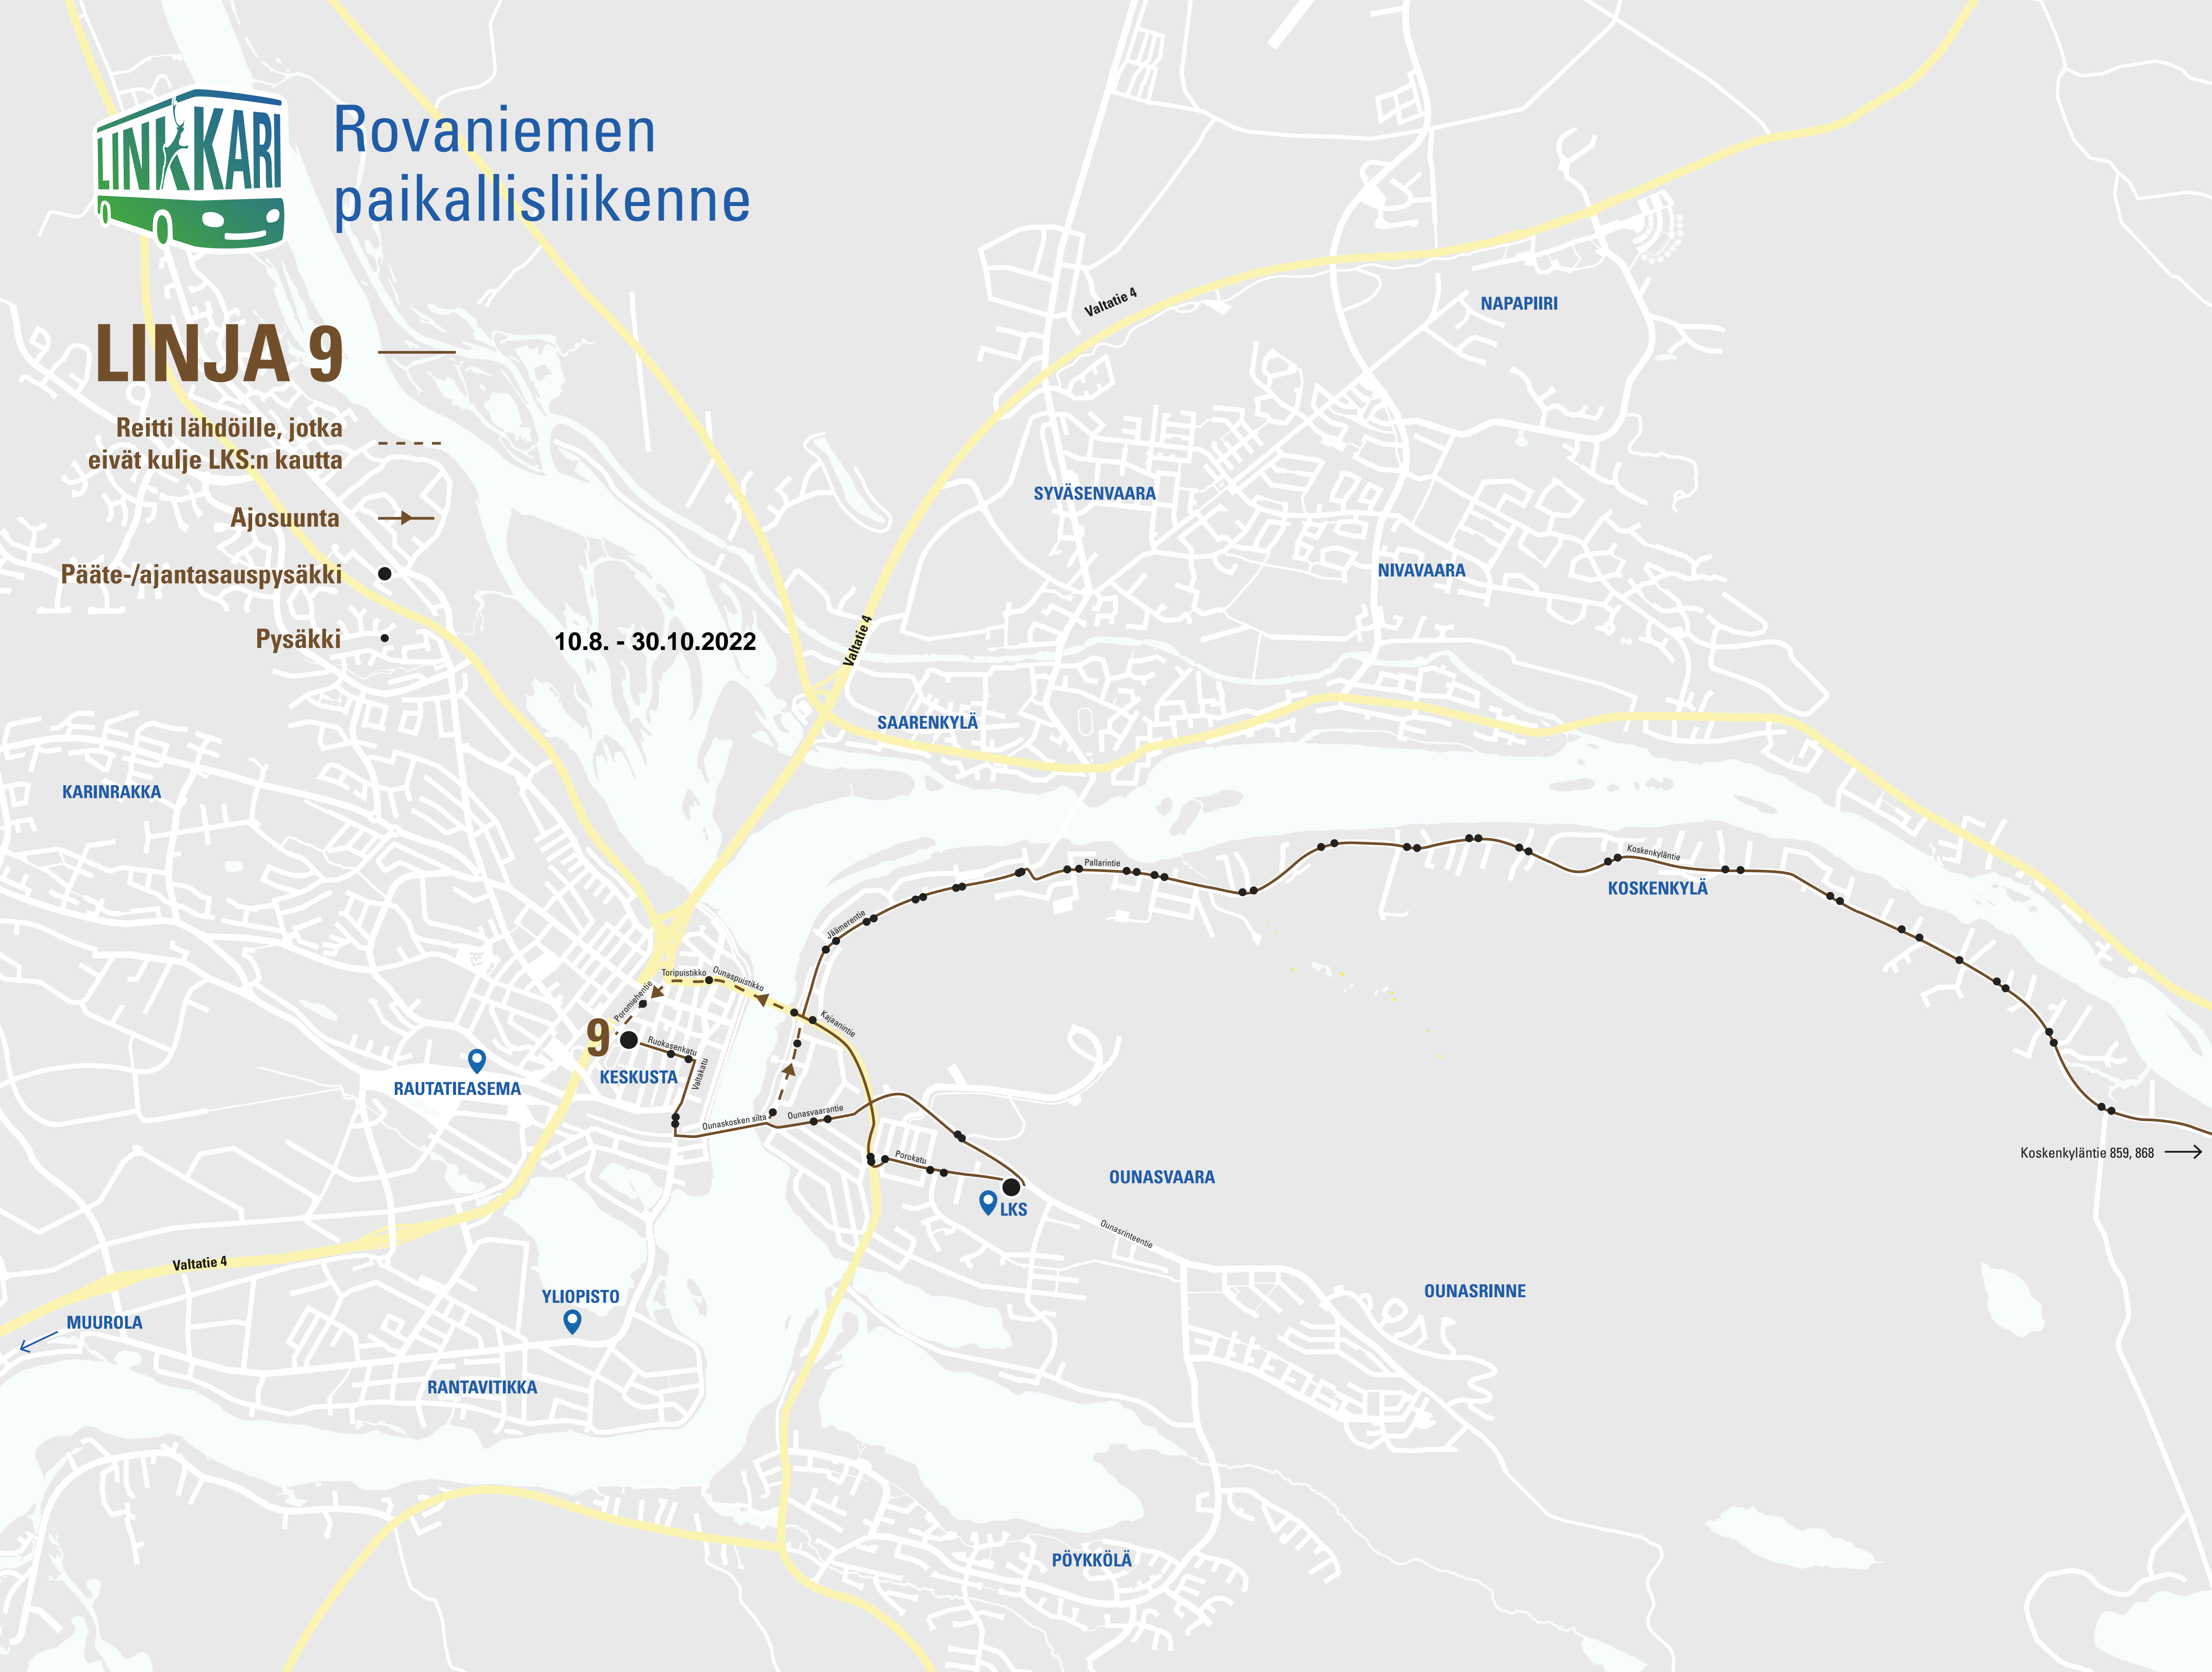 LINKKARI
Rovaniemen
paikallisliikenne
LINJA 9
Reitti lähdöille, jotka
eivät kulje LKS:n kautta
Ajosuunta
Pääte-/ajantasauspysäkki
Pysäkki
10.8. - 30.10.2022
Valtatie 4
NAPAPIIRI
SYVÄSENVAARA
NIVAVAARA
Valtatie 4
SAARENKYLÄ
KARINRAKKA
Pallarintie
Koskenkyläntie
KOSKENKYLÄ
Jäämerentie
Toripuistikko
Ounaspuistikko
Poromiehentie
Kajaanintie
9
Ruokasenkatu
KESKUSTA
Valtakatu
RAUTATIEASEMA
Ounaskosken silta
Ounasvaarantie
Porokatu
OUNASVAARA
LKS
Koskenkyläntie 859, 868
Ounasrinteentie
Valtatie 4
OUNASRINNE
YLIOPISTO
MUUROLA
RANTAVITIKKA
PÖYKKÖLÄ